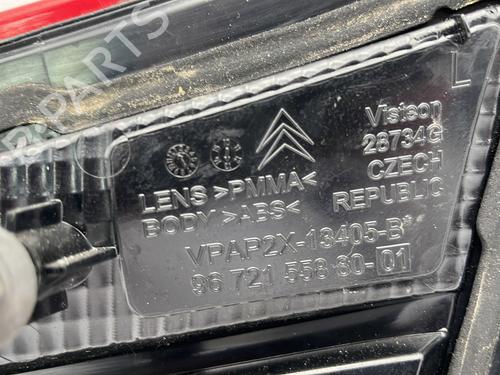 L
Visteon
28734G
CZECH
REPUBLIC
LENS >PMMA<
BODY >ABS<
VPAP2X-13405-B*
96 721 558 80-01
B-PARTS